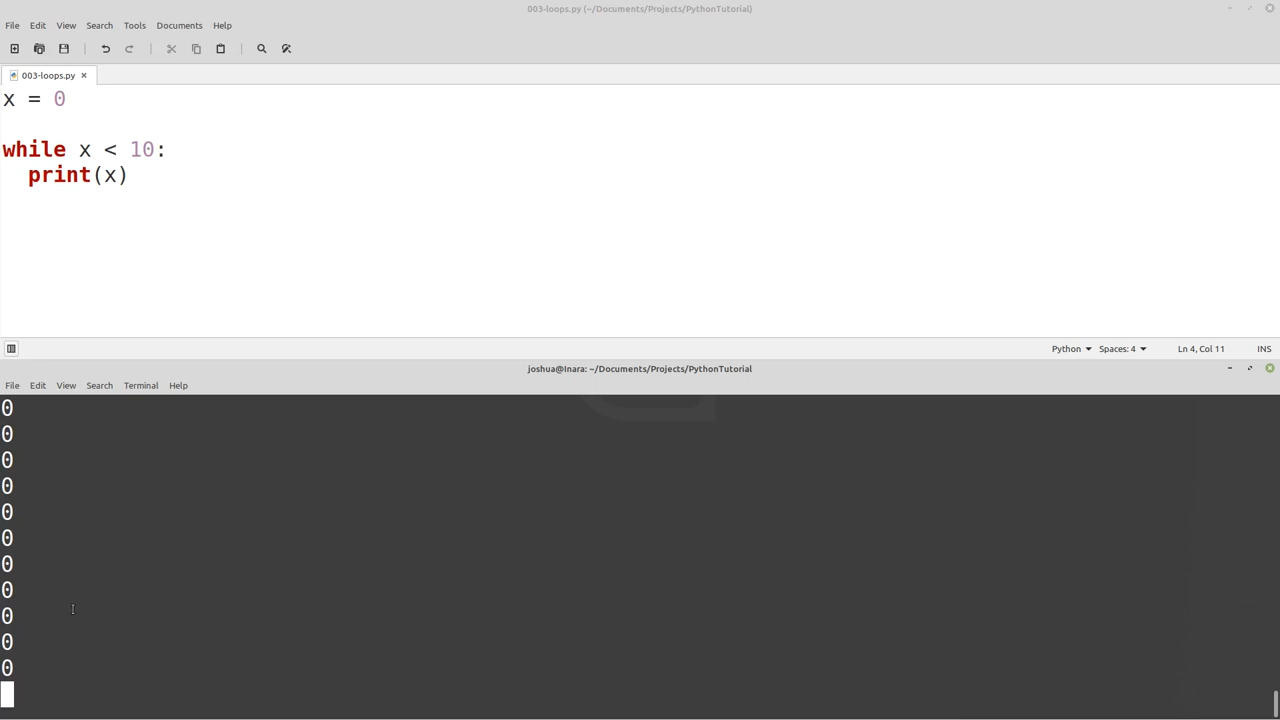 003-loops.py (~/Documents/Projects/PythonTutorial)
File Edit View Search Tools Documents Help
003-loops.py ×
x = 0
while x < 10:
  print(x)
Python Spaces: 4 Ln 4, Col 11 INS
joshua@Inara: ~/Documents/Projects/PythonTutorial
File Edit View Search Terminal Help
0
0
0
0
0
0
0
0
0
0
0